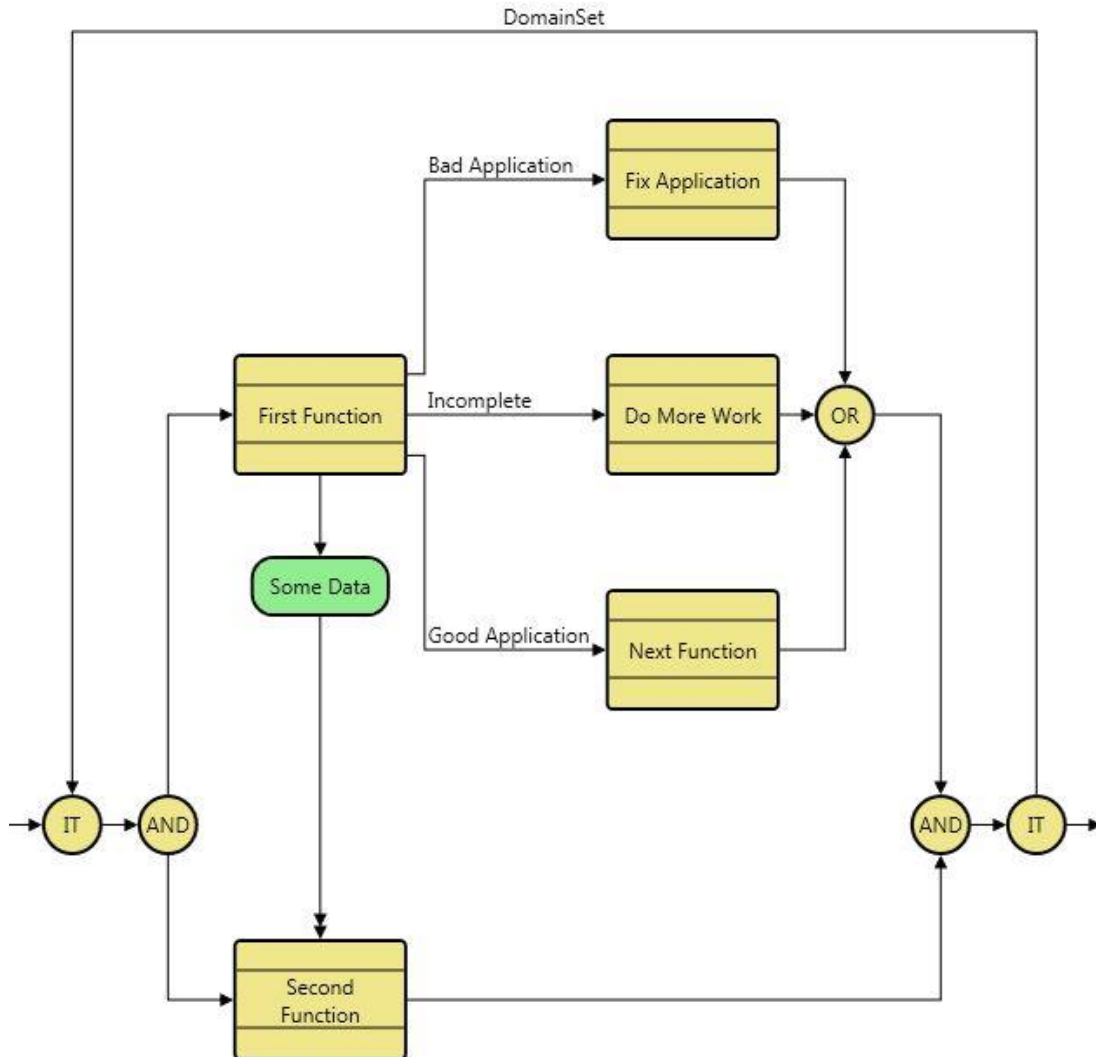 DomainSet
Bad Application
Fix Application
First Function
Incomplete
Do More Work
OR
Some Data
Good Application
Next Function
IT
AND
AND
IT
Second
Function